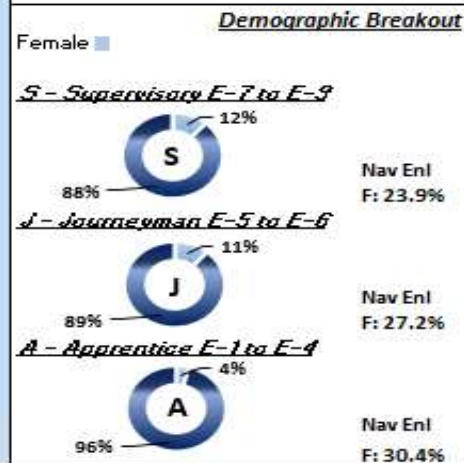 Demographic Breakout
Female
S - Supervisory E-7 to E-9
12%
S
88%
Nav Enl
F: 23.9%
J - Journeyman E-5 to E-6
11%
J
89%
Nav Enl
F: 27.2%
A - Apprentice E-1 to E-4
4%
A
96%
Nav Enl
F: 30.4%